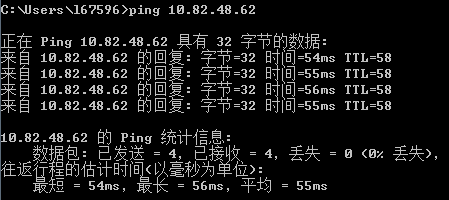 C:\Users\l67596>ping 10.82.48.62
正在 Ping 10.82.48.62 具有 32 字节的数据:
来自 10.82.48.62 的回复: 字节=32 时间=54ms TTL=58
来自 10.82.48.62 的回复: 字节=32 时间=55ms TTL=58
来自 10.82.48.62 的回复: 字节=32 时间=56ms TTL=58
来自 10.82.48.62 的回复: 字节=32 时间=55ms TTL=58
10.82.48.62 的 Ping 统计信息:
数据包: 已发送 = 4, 已接收 = 4, 丢失 = 0 (0% 丢失),
往返行程的估计时间(以毫秒为单位):
最短 = 54ms, 最长 = 56ms, 平均 = 55ms